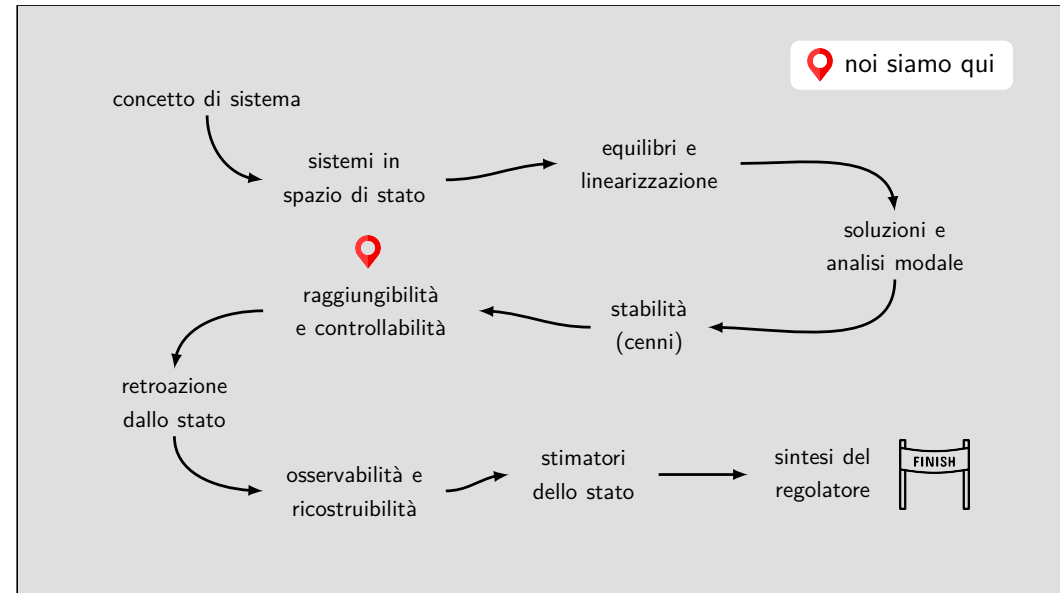 noi siamo qui
concetto di sistema
sistemi in
spazio di stato
equilibri e
linearizzazione
soluzioni e
analisi modale
stabilità
(cenni)
raggiungibilità
e controllabilità
retroazione
dallo stato
osservabilità e
ricostruibilità
stimatori
dello stato
sintesi del
regolatore
FINISH